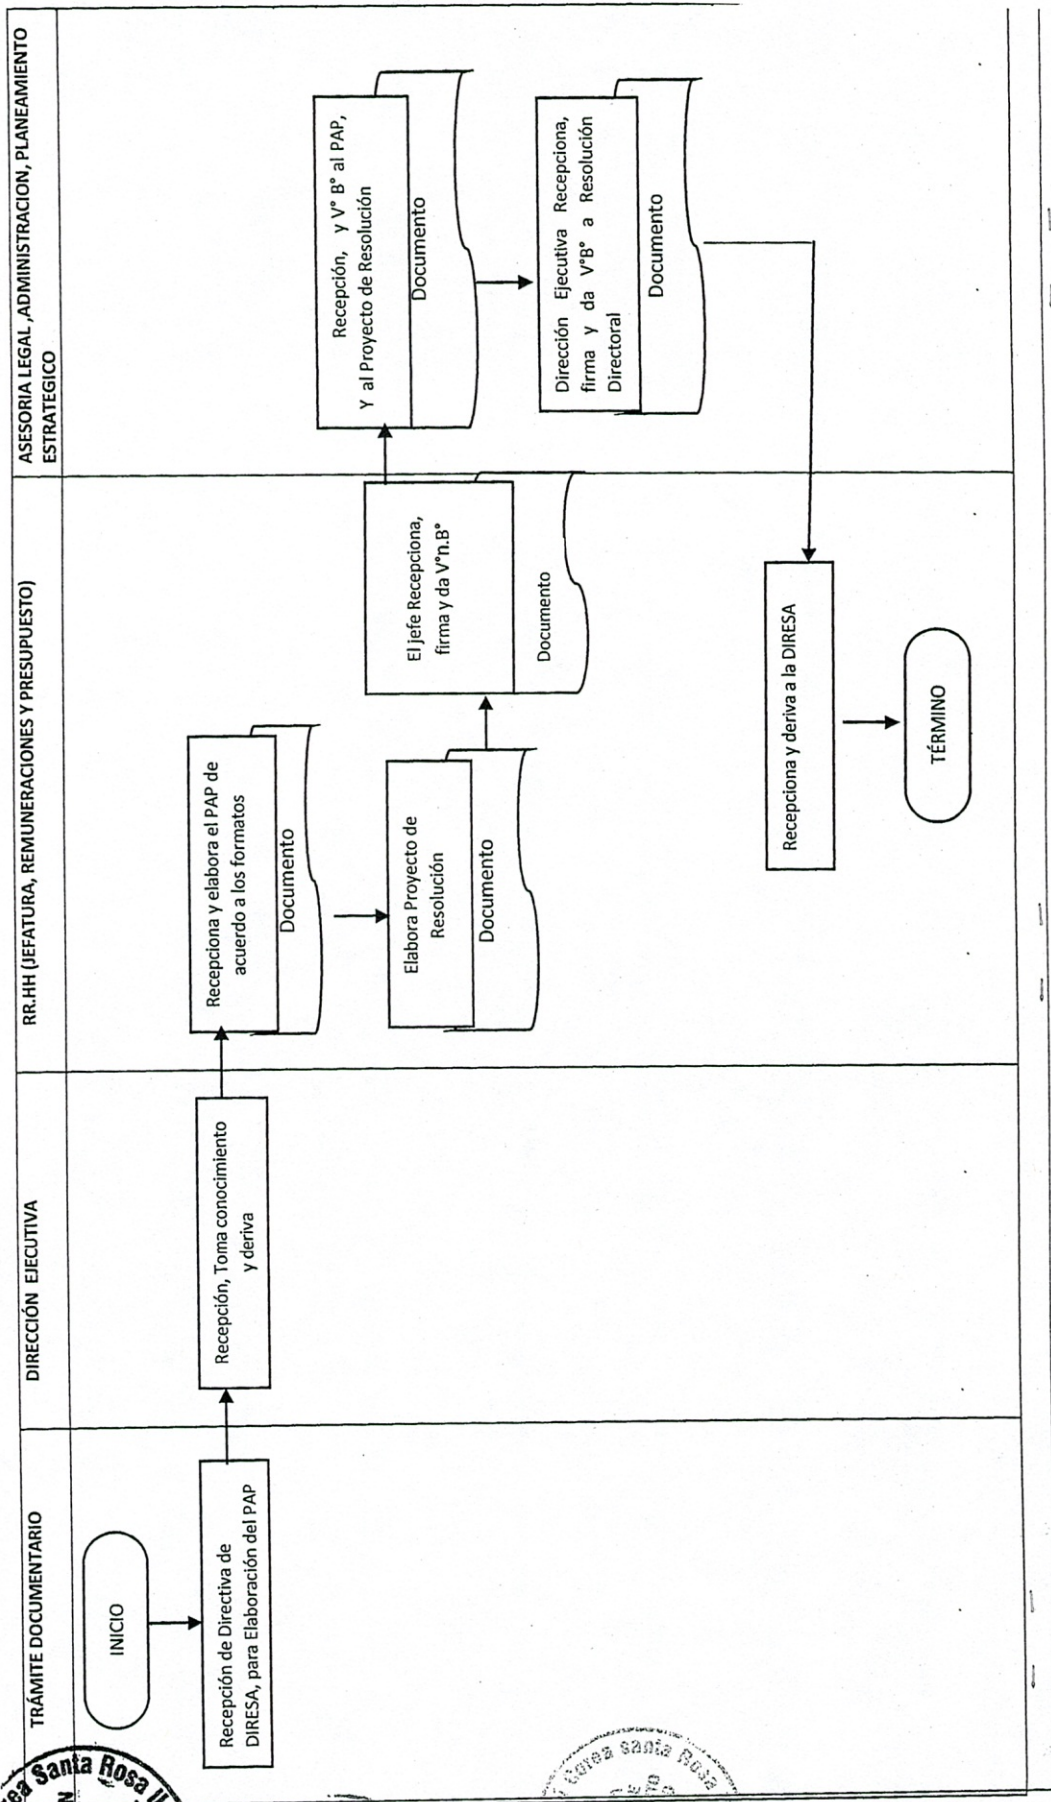 TRÁMITE DOCUMENTARIO
DIRECCIÓN EJECUTIVA
RR.HH (JEFATURA, REMUNERACIONES Y PRESUPUESTO)
ASESORIA LEGAL ,ADMINISTRACION, PLANEAMIENTO
ESTRATEGICO
INICIO
Recepción de Directiva de
DIRESA, para Elaboración del PAP
Recepción, Toma conocimiento
y deriva
Recepciona y elabora el PAP de
acuerdo a los formatos
Documento
Elabora Proyecto de
Resolución
Documento
El jefe Recepciona,
firma y da V°n.B°
Documento
Recepción, y V° B° al PAP,
Y al Proyecto de Resolución
Documento
Dirección Ejecutiva Recepciona,
firma y da V°B° a Resolución
Directoral
Documento
Recepciona y deriva a la DIRESA
TÉRMINO
Santa Rosa
Corea Santa Rosa